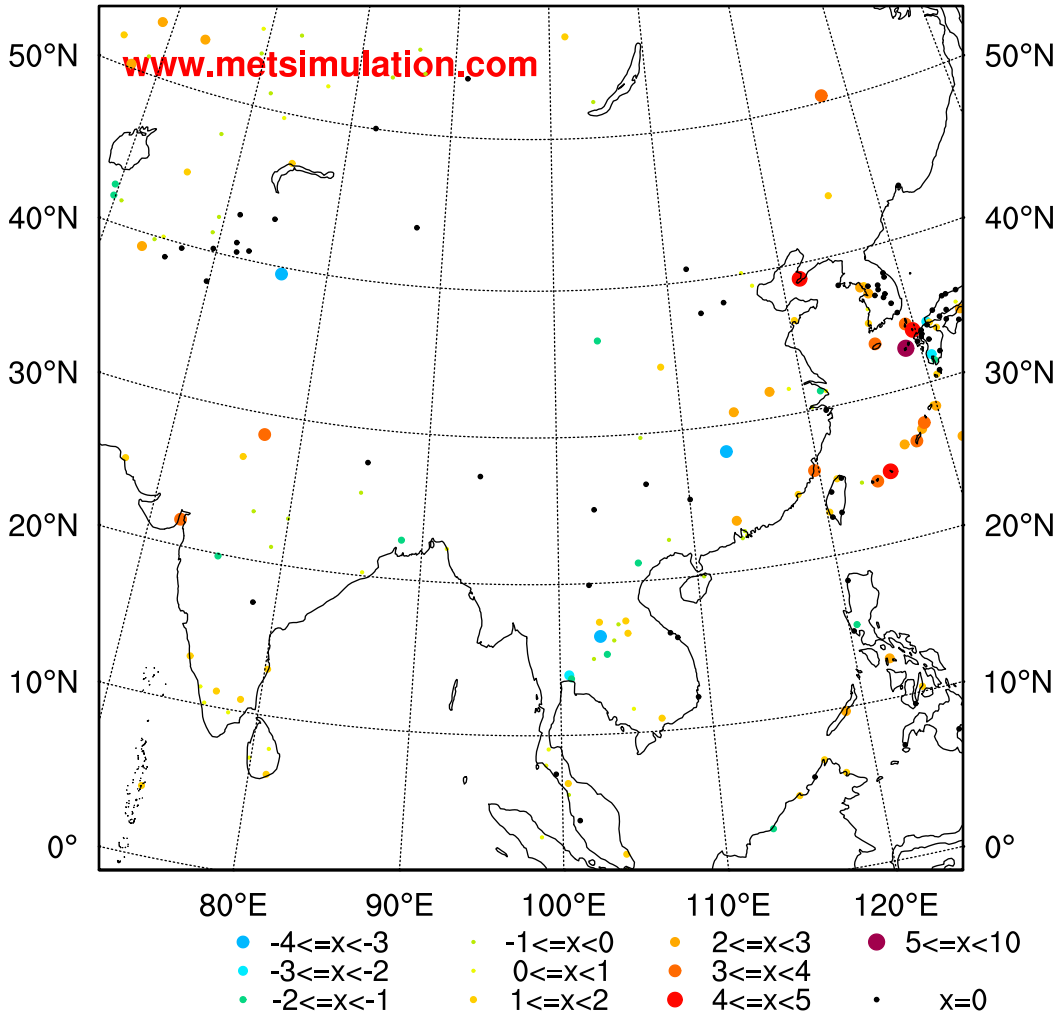 50°N 50°N
www.metsimulation.com
40°N 40°N
30°N 30°N
20°N 20°N
10°N 10°N
0° 0°
80°E 90°E 100°E 110°E 120°E
-4<=x<-3 -1<=x<0 2<=x<3 5<=x<10
-3<=x<-2 0<=x<1 3<=x<4
-2<=x<-1 1<=x<2 4<=x<5 x=0